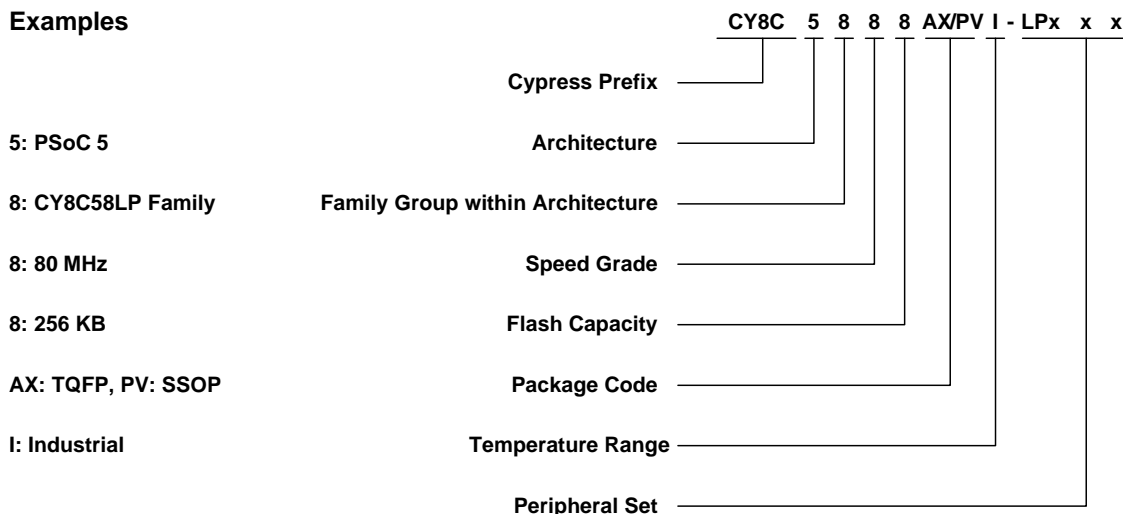 Examples CY8C 5 8 8 8 AX/PV I - LPx x x
Cypress Prefix
5: PSoC 5 Architecture
8: CY8C58LP Family Family Group within Architecture
8: 80 MHz Speed Grade
8: 256 KB Flash Capacity
AX: TQFP, PV: SSOP Package Code
I: Industrial Temperature Range
Peripheral Set